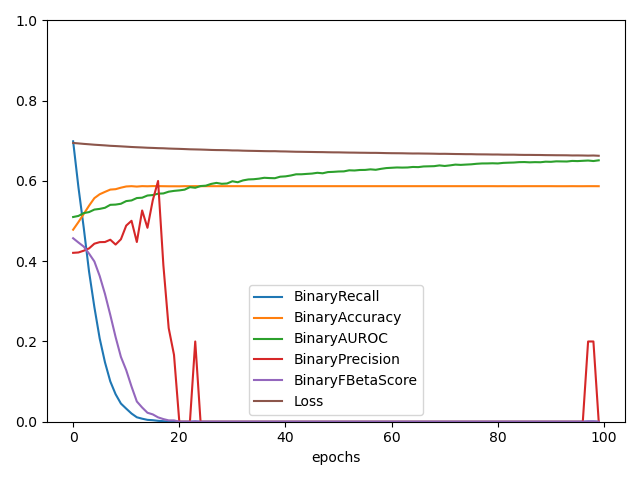 1.0
0.8
0.6
0.4
0.2
0.0
BinaryRecall
BinaryAccuracy
BinaryAUROC
BinaryPrecision
BinaryFBetaScore
Loss
0 20 40 60 80 100
epochs